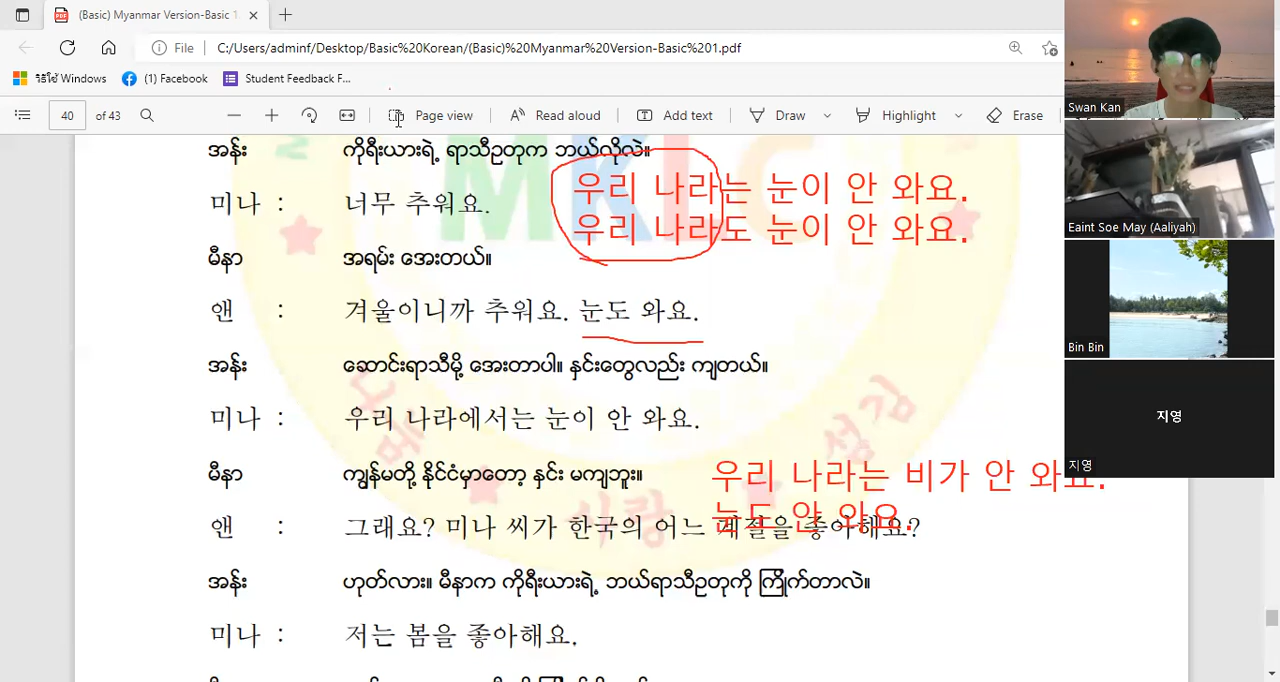 (Basic) Myanmar Version-Basic 1
File C:/Users/adminf/Desktop/Basic%20Korean/(Basic)%20Myanmar%20Version-Basic%201.pdf
วิธีใช้ Windows (1) Facebook Student Feedback F...
40 of 43 Page view Read aloud Add text Draw Highlight Erase
အန်း ကိုရီးယားရဲ့ ရာသီဥတုက ဘယ်လိုလဲ။
우리 나라는 눈이 안 와요.
미나 : 너무 추워요.
우리 나라도 눈이 안 와요.
မီနာ အရမ်း အေးတယ်။
앤 : 겨울이니까 추워요. 눈도 와요.
အန်း ဆောင်းရာသီမို့ အေးတာပါ။ နှင်းတွေလည်း ကျတယ်။
미나 : 우리 나라에서는 눈이 안 와요.
မီနာ ကျွန်မတို့ နိုင်ငံမှာတော့ နှင်း မကျဘူး။
우리 나라는 비가 안 와요.
눈도 안 와요.
앤 : 그래요? 미나 씨가 한국의 어느 계절을 좋아해요?
အန်း ဟုတ်လား။ မီနာက ကိုရီးယားရဲ့ ဘယ်ရာသီဥတုကို ကြိုက်တာလဲ။
미나 : 저는 봄을 좋아해요.
MKLC
사랑
섬김
Swan Kan
Eaint Soe May (Aaliyah)
Bin Bin
지영
지영